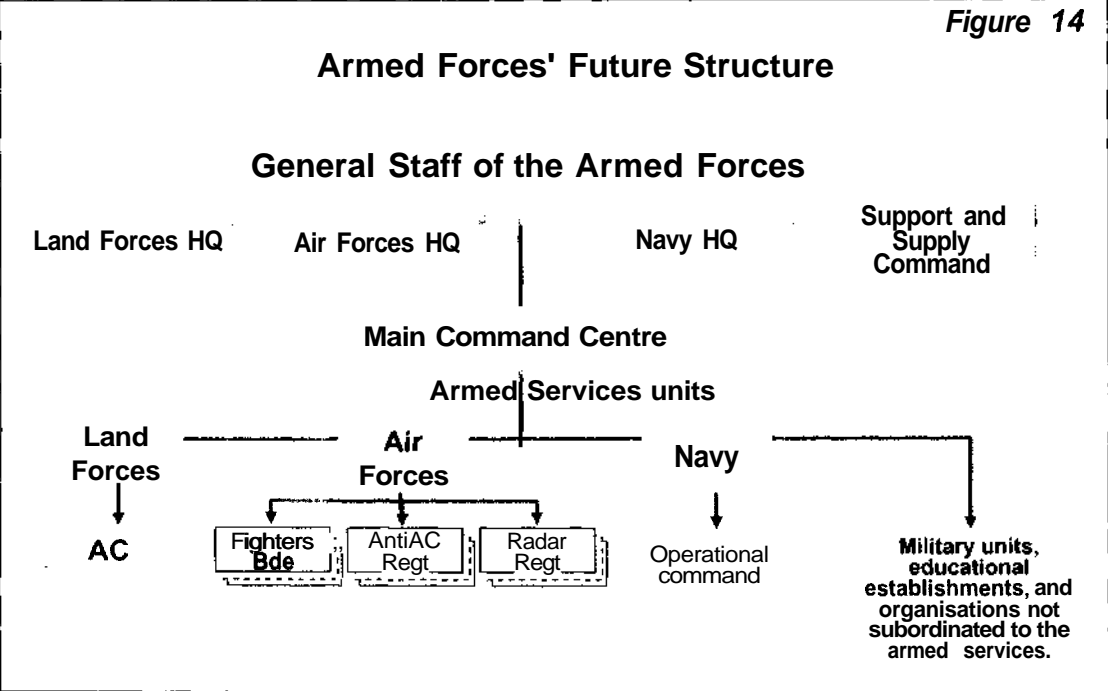 Figure 14
Armed Forces' Future Structure
General Staff of the Armed Forces
Land Forces HQ
Air Forces HQ
Navy HQ
Support and
Supply
Command
Main Command Centre
Armed Services units
Land
Forces
Air
Forces
Navy
AC
Fighters
Bde
AntiAC
Regt
Radar
Regt
Operational
command
Military units,
educational
establishments, and
organisations not
subordinated to the
armed services.